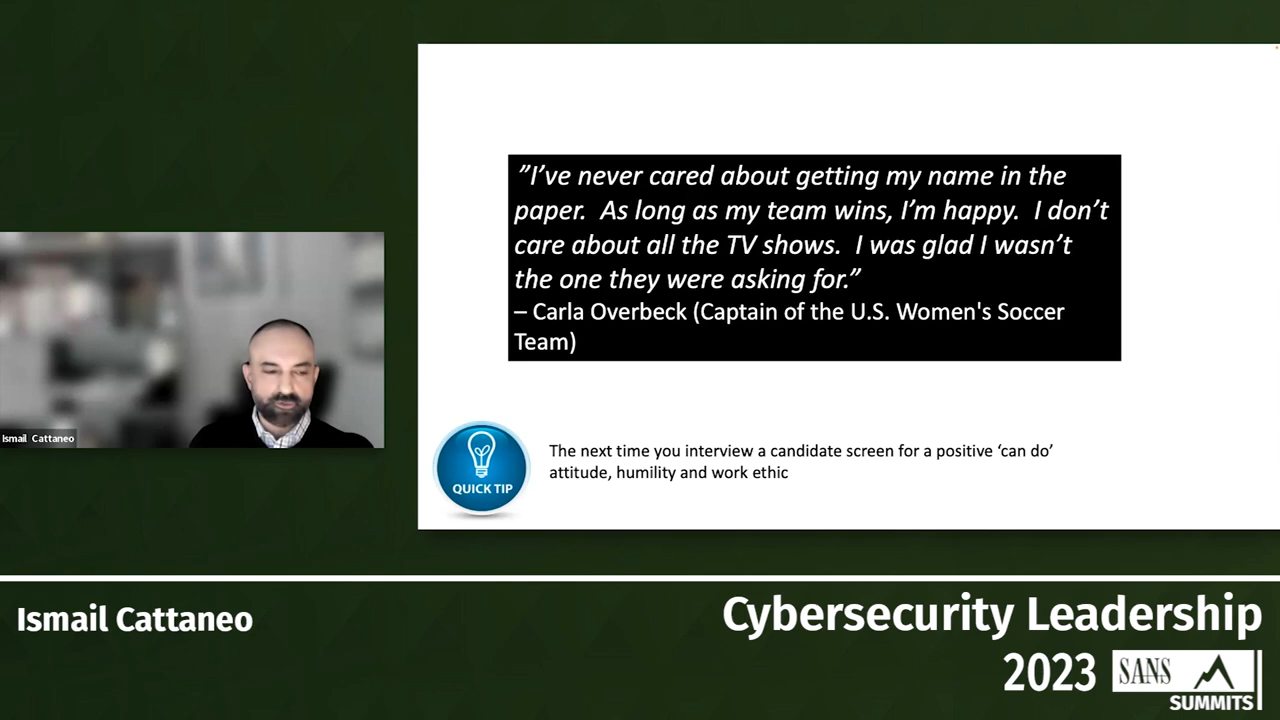 ”I’ve never cared about getting my name in the
paper.  As long as my team wins, I’m happy.  I don’t
care about all the TV shows.  I was glad I wasn’t
the one they were asking for.”
– Carla Overbeck (Captain of the U.S. Women's Soccer
Team)
Ismail Cattaneo
QUICK TIP
The next time you interview a candidate screen for a positive ‘can do’
attitude, humility and work ethic
Ismail Cattaneo
Cybersecurity Leadership
2023
SANS
SUMMITS